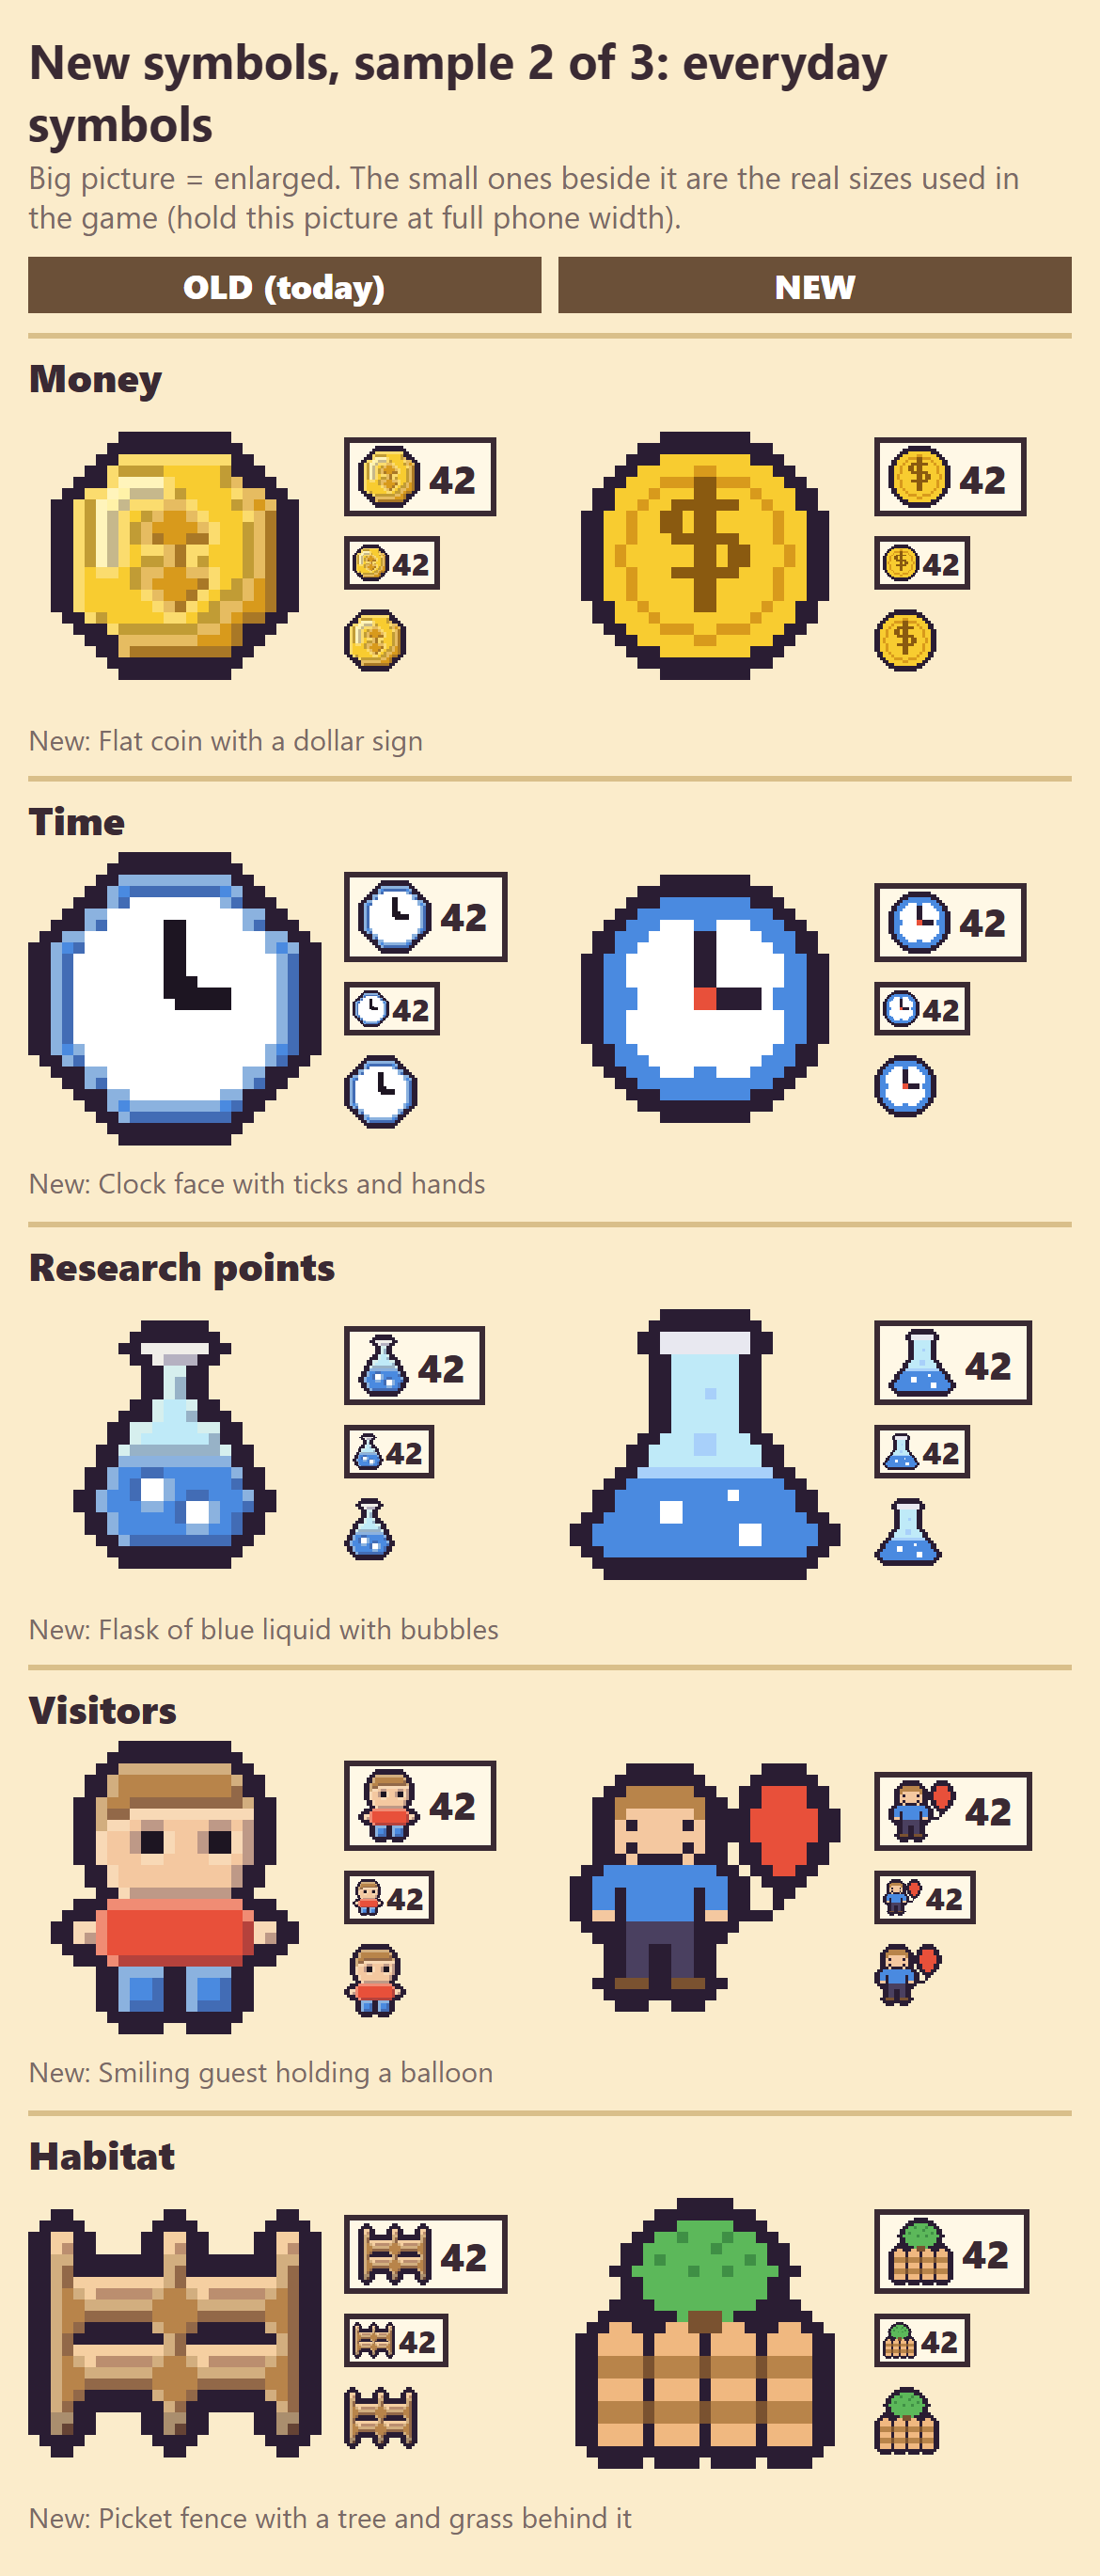 New symbols, sample 2 of 3: everyday
symbols
Big picture = enlarged. The small ones beside it are the real sizes used in
the game (hold this picture at full phone width).
OLD (today)
NEW
Money
42
42
42
42
$
New: Flat coin with a dollar sign
Time
42
42
42
42
New: Clock face with ticks and hands
Research points
42
42
42
42
New: Flask of blue liquid with bubbles
Visitors
42
42
42
42
New: Smiling guest holding a balloon
Habitat
42
42
42
42
New: Picket fence with a tree and grass behind it